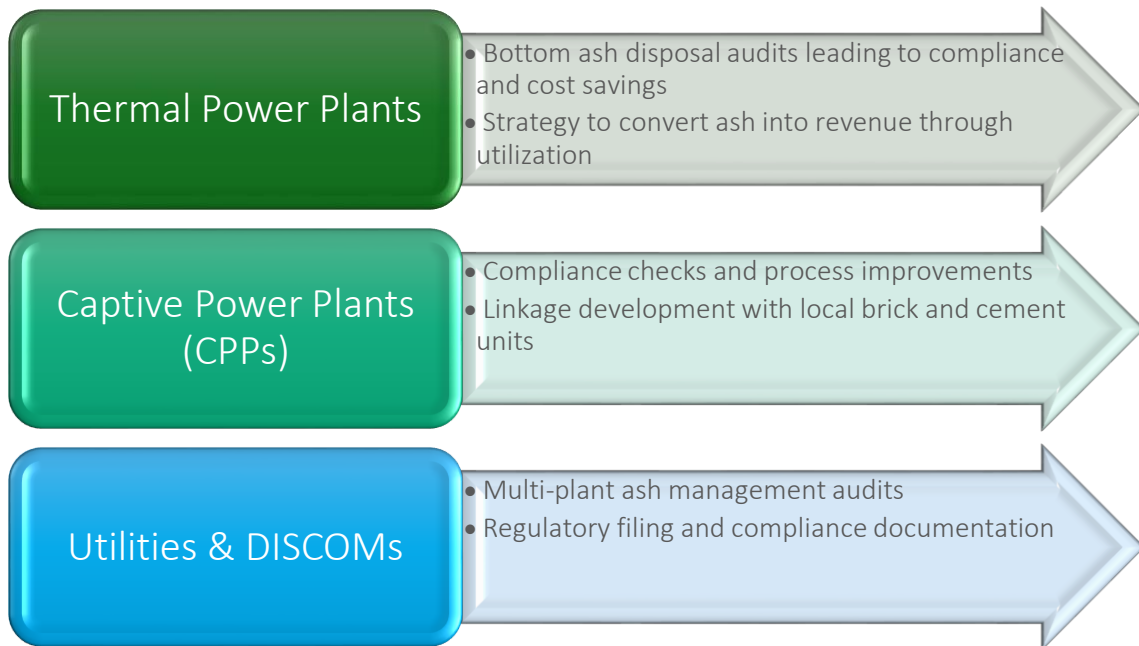 Thermal Power Plants
• Bottom ash disposal audits leading to compliance
and cost savings
• Strategy to convert ash into revenue through
utilization
Captive Power Plants
(CPPs)
• Compliance checks and process improvements
• Linkage development with local brick and cement
units
Utilities & DISCOMs
• Multi-plant ash management audits
• Regulatory filing and compliance documentation